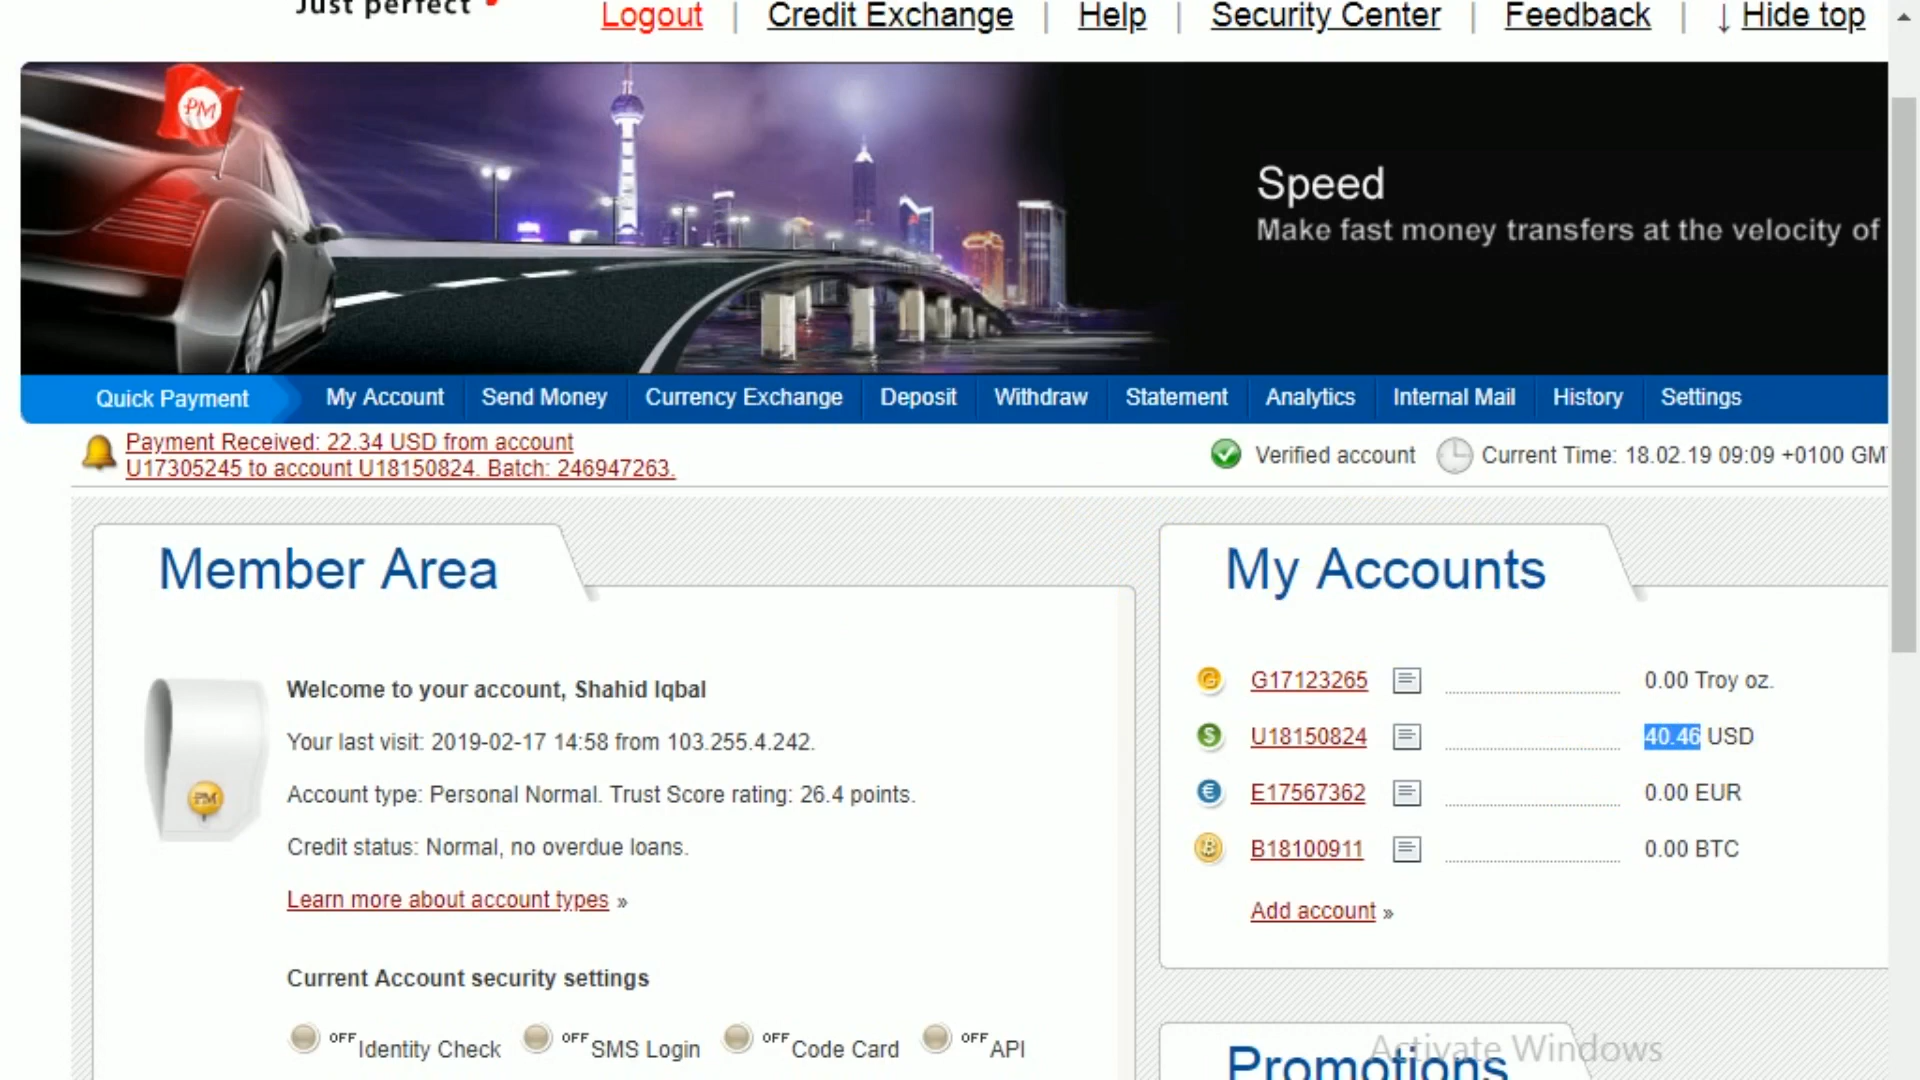 Just perfect
Logout | Credit Exchange | Help | Security Center | Feedback | ↓ Hide top
PM
Speed
Make fast money transfers at the velocity of
Quick Payment My Account Send Money Currency Exchange Deposit Withdraw Statement Analytics Internal Mail History Settings
Payment Received: 22.34 USD from account
U17305245 to account U18150824. Batch: 246947263.
Verified account Current Time: 18.02.19 09:09 +0100 GM
Member Area
Welcome to your account, Shahid Iqbal
Your last visit: 2019-02-17 14:58 from 103.255.4.242.
PM
Account type: Personal Normal. Trust Score rating: 26.4 points.
Credit status: Normal, no overdue loans.
Learn more about account types »
Current Account security settings
OFF Identity Check OFF SMS Login OFF Code Card OFF API
My Accounts
G17123265 0.00 Troy oz.
U18150824 40.46 USD
E17567362 0.00 EUR
B18100911 0.00 BTC
Add account »
Promotions
Activate Windows